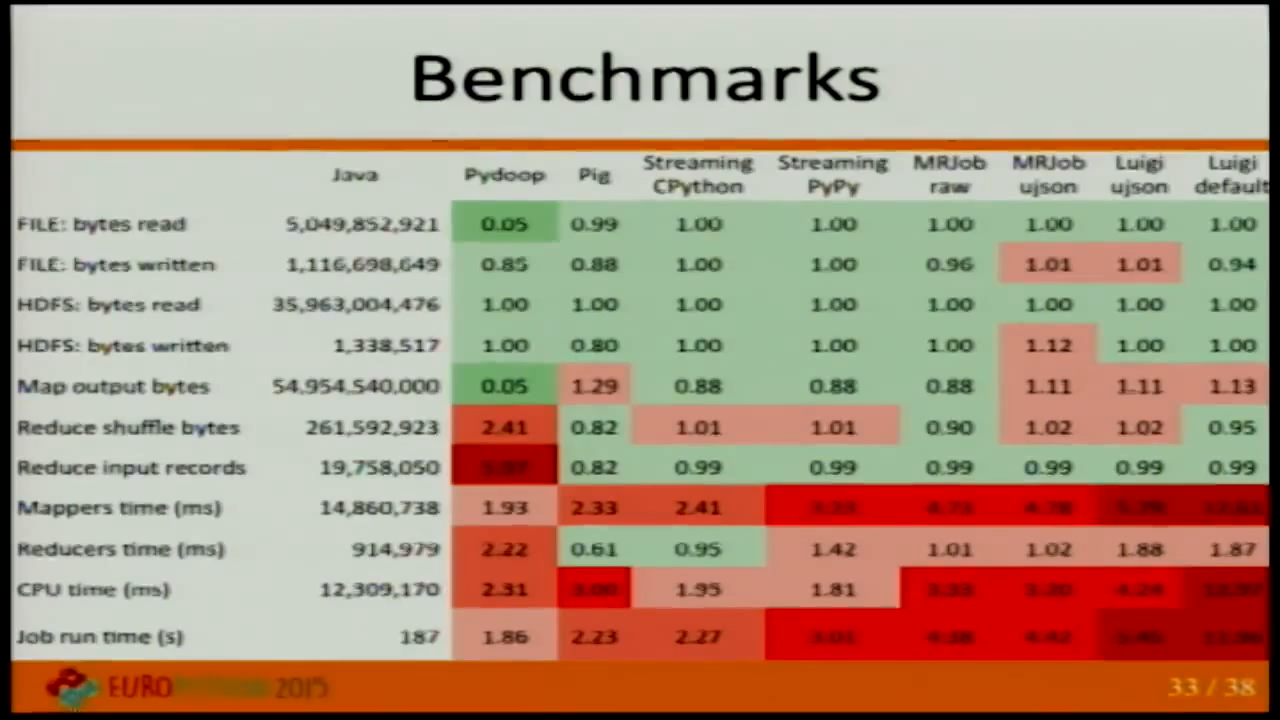 Benchmarks
Java Pydoop Pig Streaming CPython Streaming PyPy MRJob raw MRJob ujson Luigi ujson Luigi default
FILE: bytes read 5,049,852,921 0.05 0.99 1.00 1.00 1.00 1.00 1.00 1.00
FILE: bytes written 1,116,698,649 0.85 0.88 1.00 1.00 0.96 1.01 1.01 0.94
HDFS: bytes read 35,963,004,476 1.00 1.00 1.00 1.00 1.00 1.00 1.00 1.00
HDFS: bytes written 1,338,517 1.00 0.80 1.00 1.00 1.00 1.12 1.00 1.00
Map output bytes 54,954,540,000 0.05 1.29 0.88 0.88 0.88 1.11 1.11 1.13
Reduce shuffle bytes 261,592,923 2.41 0.82 1.01 1.01 0.90 1.02 1.02 0.95
Reduce input records 19,758,050 0.82 0.99 0.99 0.99 0.99 0.99 0.99
Mappers time (ms) 14,860,738 1.93 2.33 2.41
Reducers time (ms) 914,979 2.22 0.61 0.95 1.42 1.01 1.02 1.88 1.87
CPU time (ms) 12,309,170 2.31 3.00 1.95 1.81
Job run time (s) 187 1.86 2.23 2.27
EUROPYTHON 2015
33 / 38